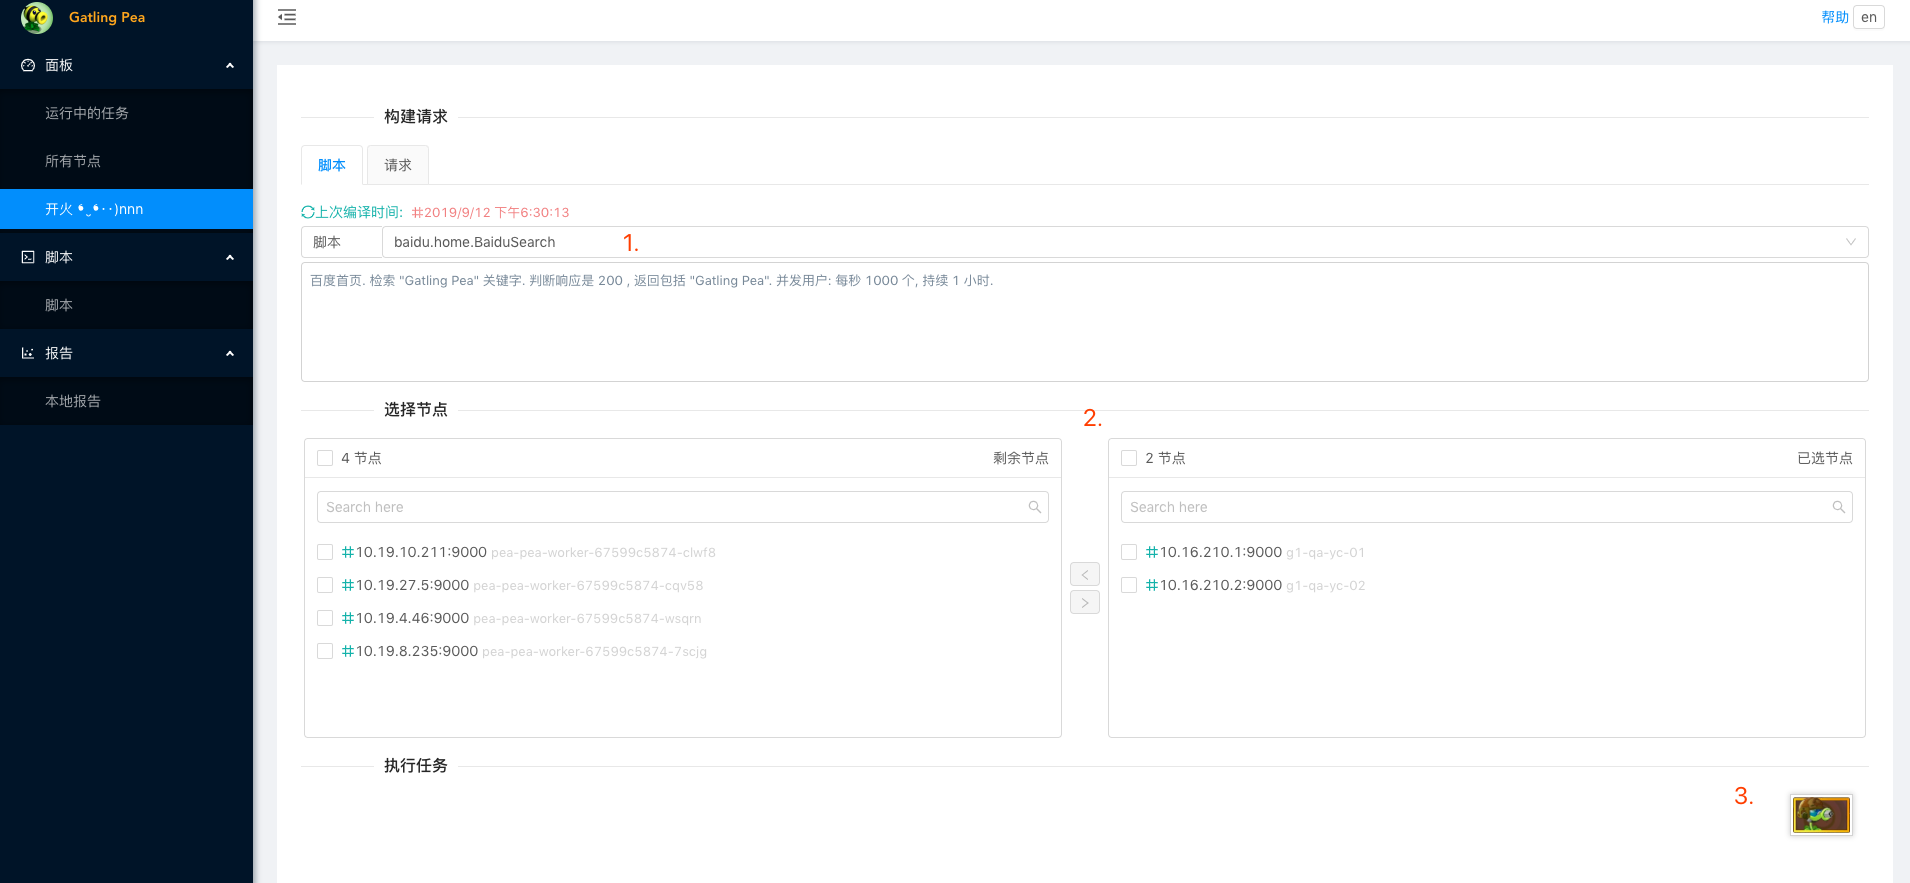 Gatling Pea
帮助 en
面板
运行中的任务
所有节点
开火 •̀ᴗ•́··)nnn
脚本
脚本
报告
本地报告
构建请求
脚本 请求
上次编译时间: #2019/9/12 下午6:30:13
脚本 baidu.home.BaiduSearch 1.
百度首页. 检索 "Gatling Pea" 关键字. 判断响应是 200 , 返回包括 "Gatling Pea". 并发用户: 每秒 1000 个, 持续 1 小时.
选择节点
2.
4 节点 剩余节点
Search here
#10.19.10.211:9000 pea-pea-worker-67599c5874-clwf8
#10.19.27.5:9000 pea-pea-worker-67599c5874-cqv58
#10.19.4.46:9000 pea-pea-worker-67599c5874-wsqrn
#10.19.8.235:9000 pea-pea-worker-67599c5874-7scjg
<
>
2 节点 已选节点
Search here
#10.16.210.1:9000 g1-qa-yc-01
#10.16.210.2:9000 g1-qa-yc-02
执行任务
3.